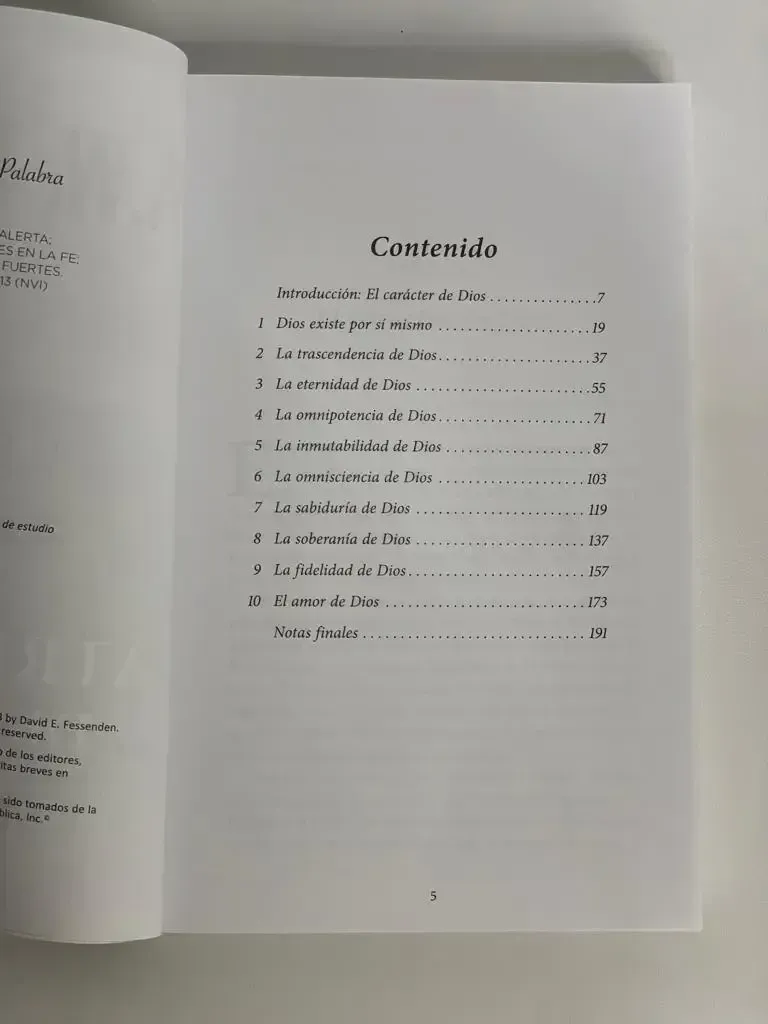 Palabra
ALERTA;
ES EN LA FE;
FUERTES.
13 (NVI)
de estudio
by David E. Fessenden.
reserved.
de los editores,
itas breves en
sido tomados de la
blica, Inc.®
Contenido
Introducción: El carácter de Dios . . . . . . . . . . . . . . .7
1 Dios existe por sí mismo . . . . . . . . . . . . . . . . . . . . .19
2 La trascendencia de Dios. . . . . . . . . . . . . . . . . . . . .37
3 La eternidad de Dios . . . . . . . . . . . . . . . . . . . . . . . .55
4 La omnipotencia de Dios. . . . . . . . . . . . . . . . . . . . .71
5 La inmutabilidad de Dios . . . . . . . . . . . . . . . . . . . .87
6 La omnisciencia de Dios . . . . . . . . . . . . . . . . . . . . 103
7 La sabiduría de Dios . . . . . . . . . . . . . . . . . . . . . . . 119
8 La soberanía de Dios . . . . . . . . . . . . . . . . . . . . . . . 137
9 La fidelidad de Dios. . . . . . . . . . . . . . . . . . . . . . . . 157
10 El amor de Dios . . . . . . . . . . . . . . . . . . . . . . . . . . . 173
Notas finales . . . . . . . . . . . . . . . . . . . . . . . . . . . . . . 191
5